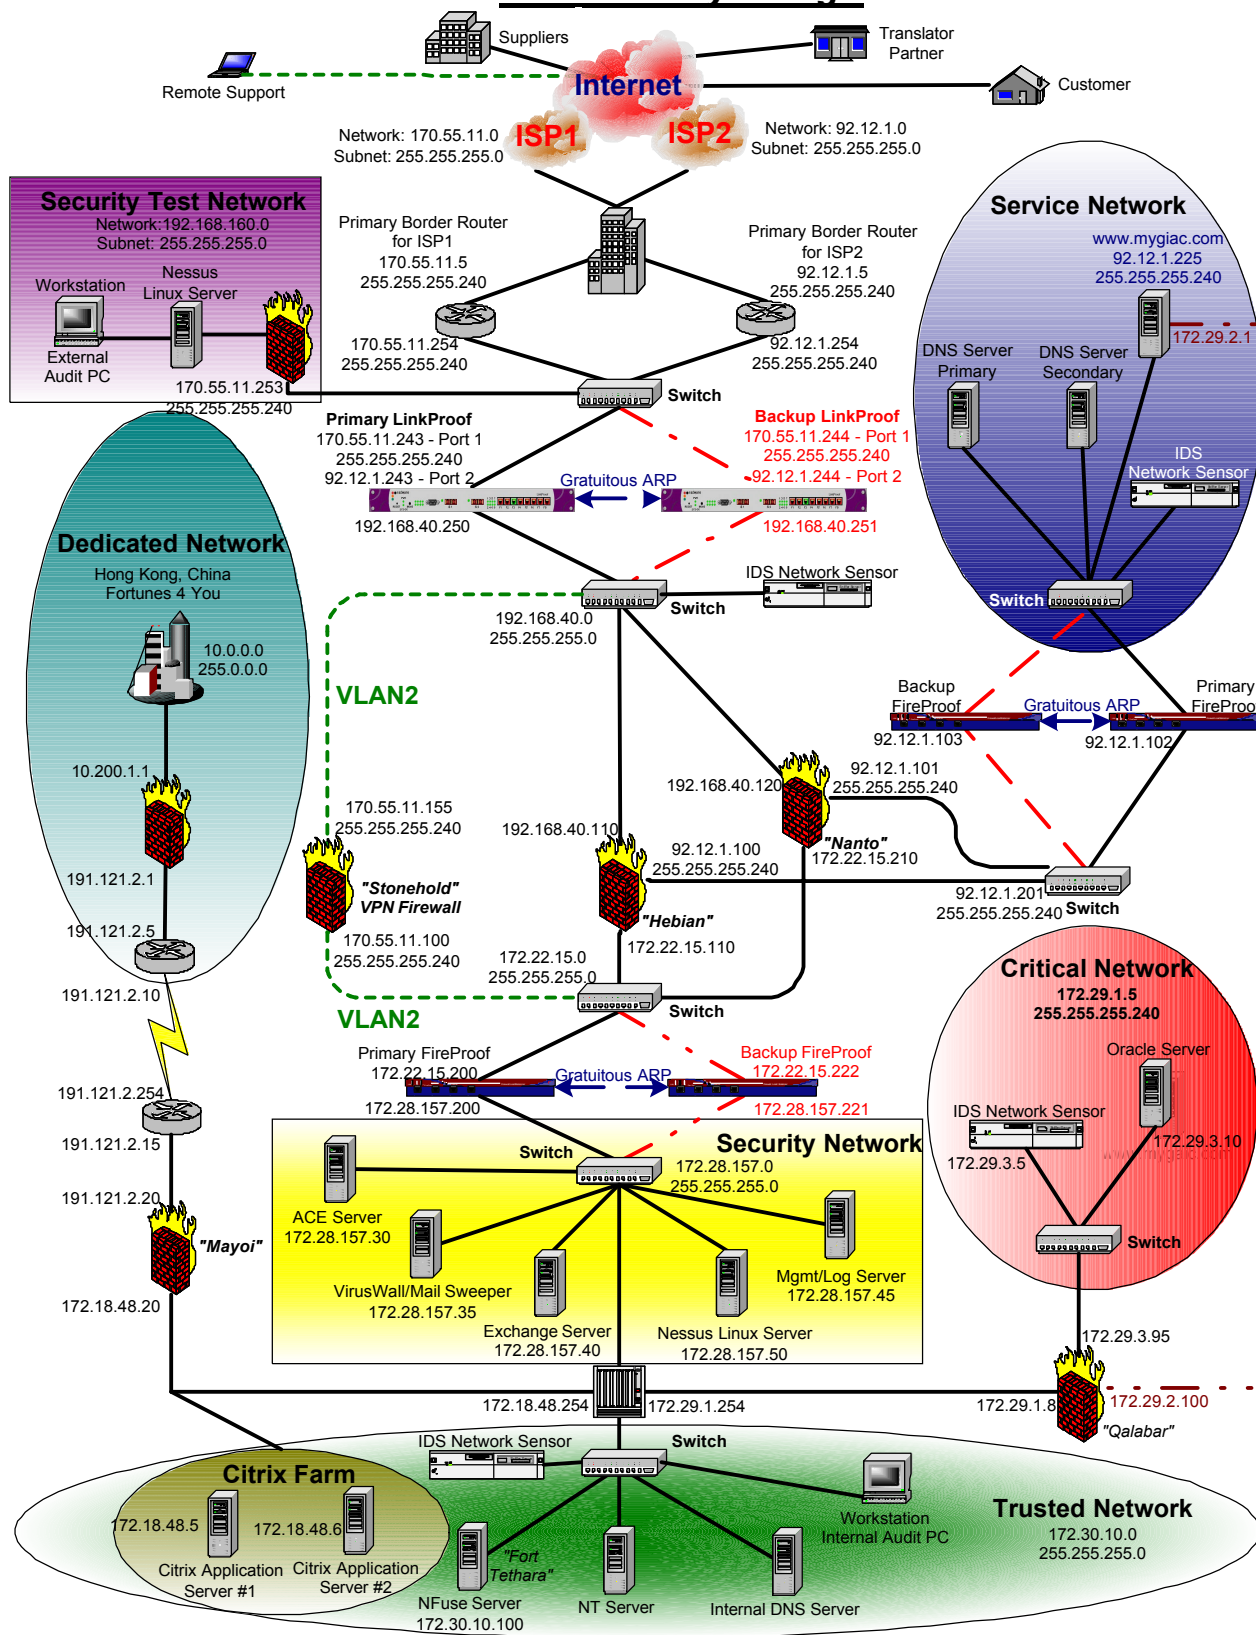 Suppliers
Translator
Partner
Remote Support
Internet
Customer
ISP1
ISP2
Network: 170.55.11.0
Subnet: 255.255.255.0
Network: 92.12.1.0
Subnet: 255.255.255.0
Security Test Network
Network:192.168.160.0
Subnet: 255.255.255.0
Workstation
Nessus
Linux Server
External
Audit PC
170.55.11.253
255.255.255.240
Primary Border Router
for ISP1
170.55.11.5
255.255.255.240
Primary Border Router
for ISP2
92.12.1.5
255.255.255.240
170.55.11.254
255.255.255.240
92.12.1.254
255.255.255.240
Switch
Service Network
www.mygiac.com
92.12.1.225
255.255.255.240
172.29.2.1
DNS Server
Primary
DNS Server
Secondary
IDS
Network Sensor
Switch
Primary LinkProof
170.55.11.243 - Port 1
255.255.255.240
92.12.1.243 - Port 2
Backup LinkProof
170.55.11.244 - Port 1
255.255.255.240
92.12.1.244 - Port 2
Gratuitous ARP
192.168.40.250
192.168.40.251
Dedicated Network
Hong Kong, China
Fortunes 4 You
10.0.0.0
255.0.0.0
10.200.1.1
191.121.2.1
191.121.2.5
191.121.2.10
191.121.2.254
191.121.2.15
191.121.2.20
"Mayoi"
172.18.48.20
IDS Network Sensor
Switch
192.168.40.0
255.255.255.0
VLAN2
Backup
FireProof
Gratuitous ARP
Primary
FireProof
92.12.1.103
92.12.1.102
192.168.40.120
92.12.1.101
255.255.255.240
170.55.11.155
255.255.255.240
192.168.40.110
"Nanto"
172.22.15.210
92.12.1.100
255.255.255.240
"Stonehold"
VPN Firewall
"Hebian"
92.12.1.201
255.255.255.240
Switch
170.55.11.100
255.255.255.240
172.22.15.110
172.22.15.0
255.255.255.0
Switch
VLAN2
Primary FireProof
172.22.15.200
Backup FireProof
172.22.15.222
Gratuitous ARP
172.28.157.200
172.28.157.221
Critical Network
172.29.1.5
255.255.255.240
Oracle Server
IDS Network Sensor
172.29.3.10
172.29.3.5
www.mygiac.com
Switch
172.29.3.95
172.29.1.8
172.29.2.100
"Qalabar"
Security Network
Switch
172.28.157.0
255.255.255.0
ACE Server
172.28.157.30
VirusWall/Mail Sweeper
172.28.157.35
Exchange Server
172.28.157.40
Nessus Linux Server
172.28.157.50
Mgmt/Log Server
172.28.157.45
172.18.48.254
172.29.1.254
IDS Network Sensor
Switch
Citrix Farm
172.18.48.5
172.18.48.6
Citrix Application
Server #1
Citrix Application
Server #2
"Fort
Tethara"
NFuse Server
172.30.10.100
NT Server
Internal DNS Server
Workstation
Internal Audit PC
Trusted Network
172.30.10.0
255.255.255.0